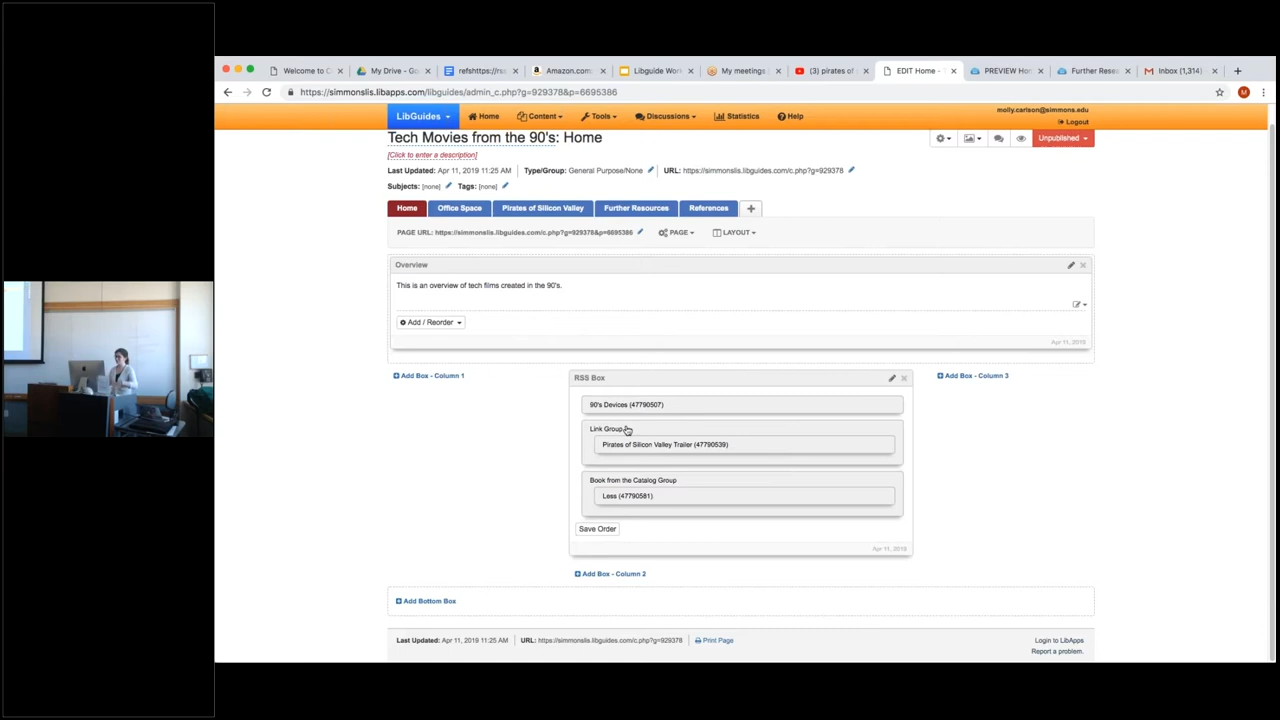 Welcome to C
My Drive - Go
refshttps://rss
Amazon.com:
Libguide Work
My meetings
(3) pirates of
EDIT Home -
PREVIEW Hom
Further Resea
Inbox (1,314)
https://simmonslis.libapps.com/libguides/admin_c.php?g=929378&p=6695386
M
LibGuides
Home
Content
Tools
Discussions
Statistics
Help
molly.carlson@simmons.edu
Logout
Tech Movies from the 90's: Home
Unpublished
[Click to enter a description]
Last Updated: Apr 11, 2019 11:25 AM
Type/Group: General Purpose/None
URL: https://simmonslis.libguides.com/c.php?g=929378
Subjects: [none]
Tags: [none]
Home
Office Space
Pirates of Silicon Valley
Further Resources
References
PAGE URL: https://simmonslis.libguides.com/c.php?g=929378&p=6695386
PAGE
LAYOUT
Overview
This is an overview of tech films created in the 90's.
Add / Reorder
Apr 11, 2019
Add Box - Column 1
RSS Box
Add Box - Column 3
90's Devices (47790507)
Link Group
Pirates of Silicon Valley Trailer (47790539)
Book from the Catalog Group
Less (47790581)
Save Order
Apr 11, 2019
Add Box - Column 2
Add Bottom Box
Last Updated: Apr 11, 2019 11:25 AM
URL: https://simmonslis.libguides.com/c.php?g=929378
Print Page
Login to LibApps
Report a problem.